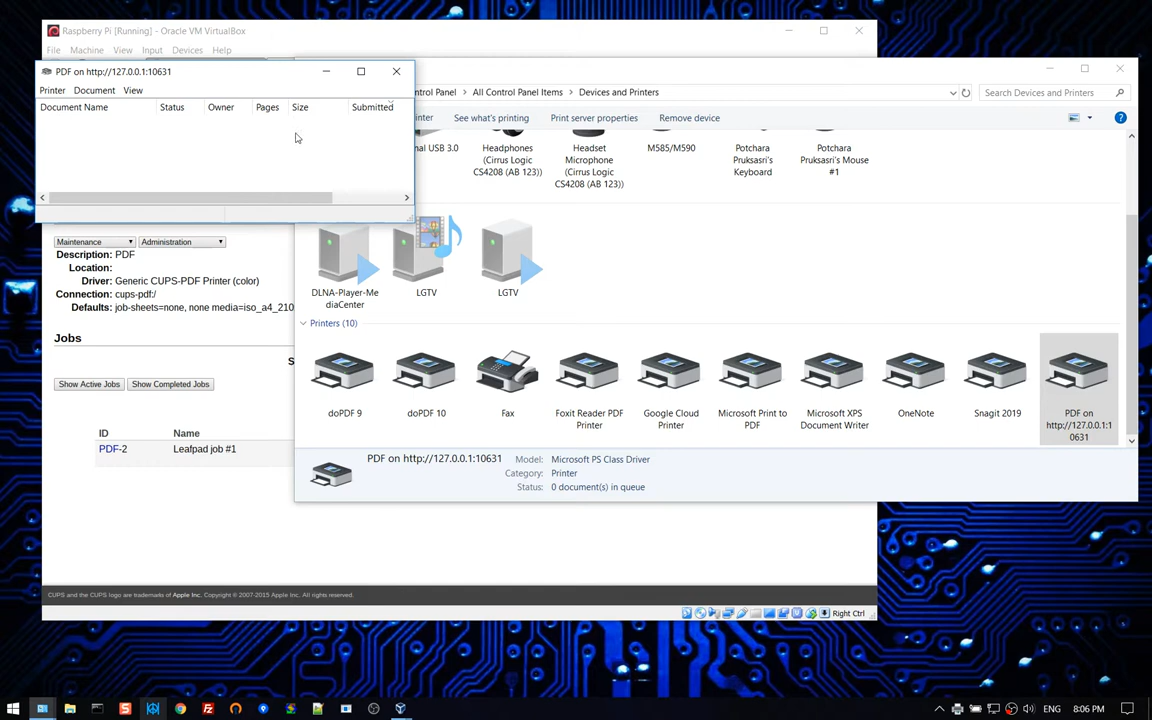 Raspberry Pi [Running] - Oracle VM VirtualBox
File Machine View Input Devices Help
PDF on http://127.0.0.1:10631
Printer Document View
Document Name Status Owner Pages Size Submitted
ntrol Panel > All Control Panel Items > Devices and Printers
Search Devices and Printers
inter See what's printing Print server properties Remove device
nal USB 3.0
Headphones
(Cirrus Logic
CS4208 (AB 123))
Headset
Microphone
(Cirrus Logic
CS4208 (AB 123))
M585/M590
Potchara
Pruksasri's
Keyboard
Potchara
Pruksasri's Mouse
#1
DLNA-Player-Me
diaCenter
LGTV
LGTV
Printers (10)
doPDF 9
doPDF 10
Fax
Foxit Reader PDF
Printer
Google Cloud
Printer
Microsoft Print to
PDF
Microsoft XPS
Document Writer
OneNote
Snagit 2019
PDF on
http://127.0.0.1:1
0631
PDF on http://127.0.0.1:10631
Model: Microsoft PS Class Driver
Category: Printer
Status: 0 document(s) in queue
Maintenance Administration
Description: PDF
Location:
Driver: Generic CUPS-PDF Printer (color)
Connection: cups-pdf:/
Defaults: job-sheets=none, none media=iso_a4_210
Jobs
S
Show Active Jobs Show Completed Jobs
ID Name
PDF-2 Leafpad job #1
CUPS and the CUPS logo are trademarks of Apple Inc. Copyright © 2007-2015 Apple Inc. All rights reserved.
Right Ctrl
ENG 8:06 PM